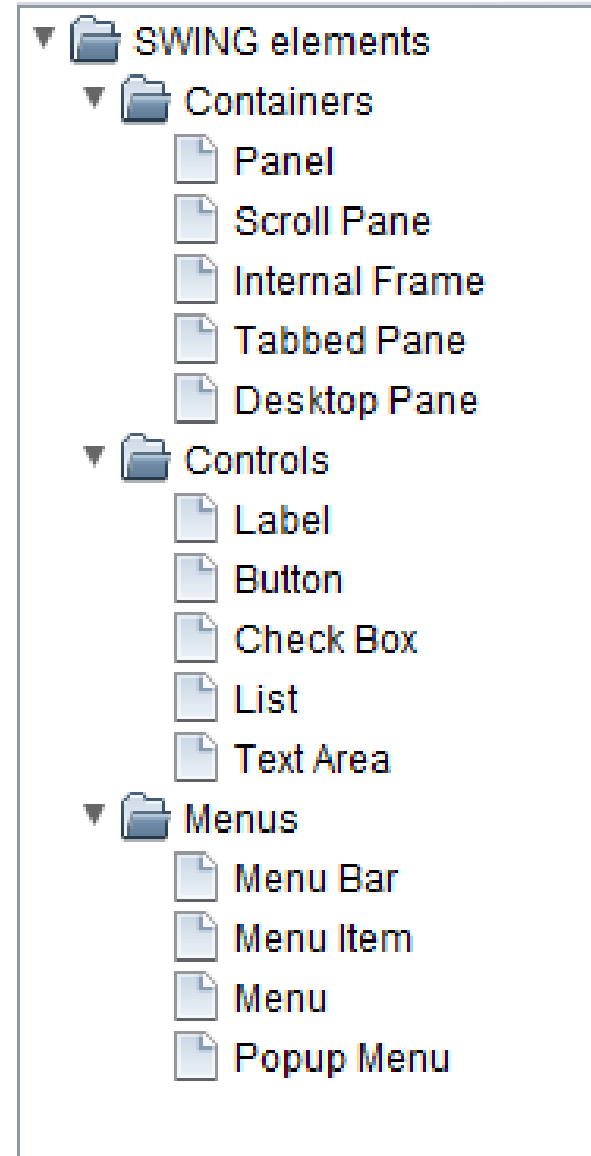 SWING elements
Containers
Panel
Scroll Pane
Internal Frame
Tabbed Pane
Desktop Pane
Controls
Label
Button
Check Box
List
Text Area
Menus
Menu Bar
Menu Item
Menu
Popup Menu